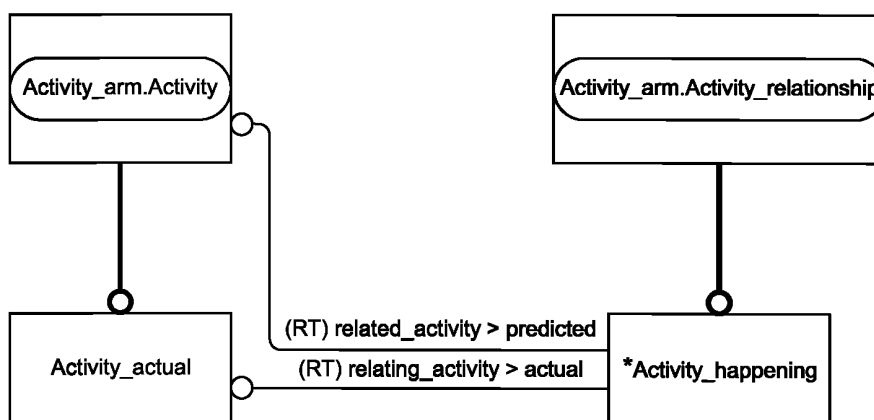 Activity_arm.Activity
Activity_arm.Activity_relationship
(RT) related_activity > predicted
Activity_actual
(RT) relating_activity > actual
*Activity_happening